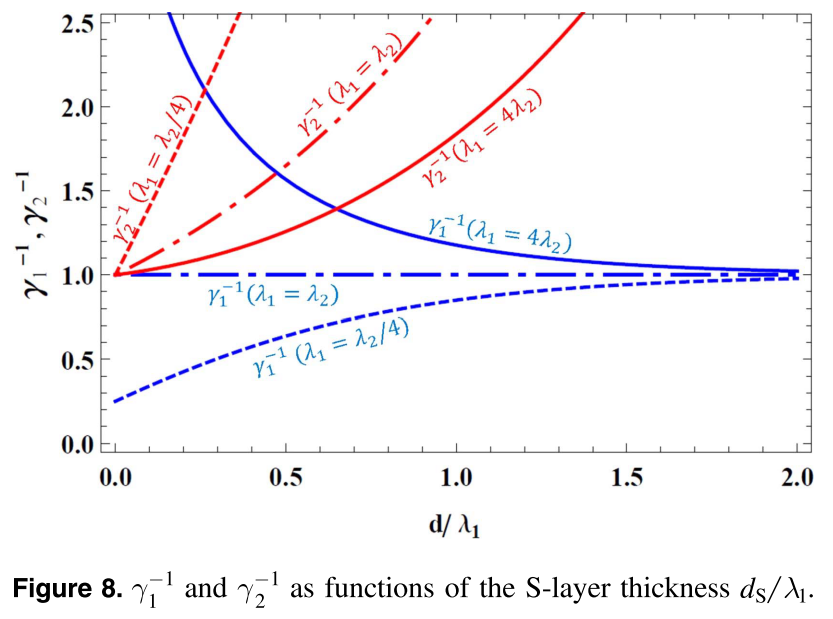 2.5
2.0
1.5
1.0
0.5
0.0
γ₁⁻¹, γ₂⁻¹
γ₂⁻¹ (λ₁ = λ₂/4)
γ₂⁻¹ (λ₁ = λ₂)
γ₂⁻¹ (λ₁ = 4λ₂)
γ₁⁻¹(λ₁ = 4λ₂)
γ₁⁻¹(λ₁ = λ₂)
γ₁⁻¹ (λ₁ = λ₂/4)
0.0 0.5 1.0 1.5 2.0
d/ λ₁
Figure 8. γ₁⁻¹ and γ₂⁻¹ as functions of the S-layer thickness d_S/λ₁.